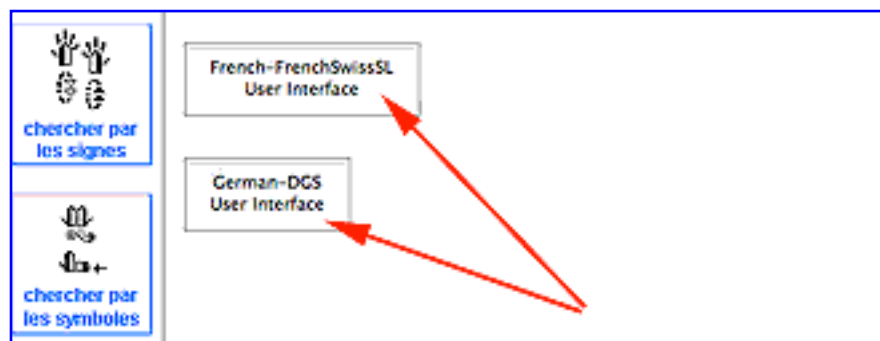 chercher par
les signes
chercher par
les symboles
French-FrenchSwissSL
User Interface
German-DGS
User Interface